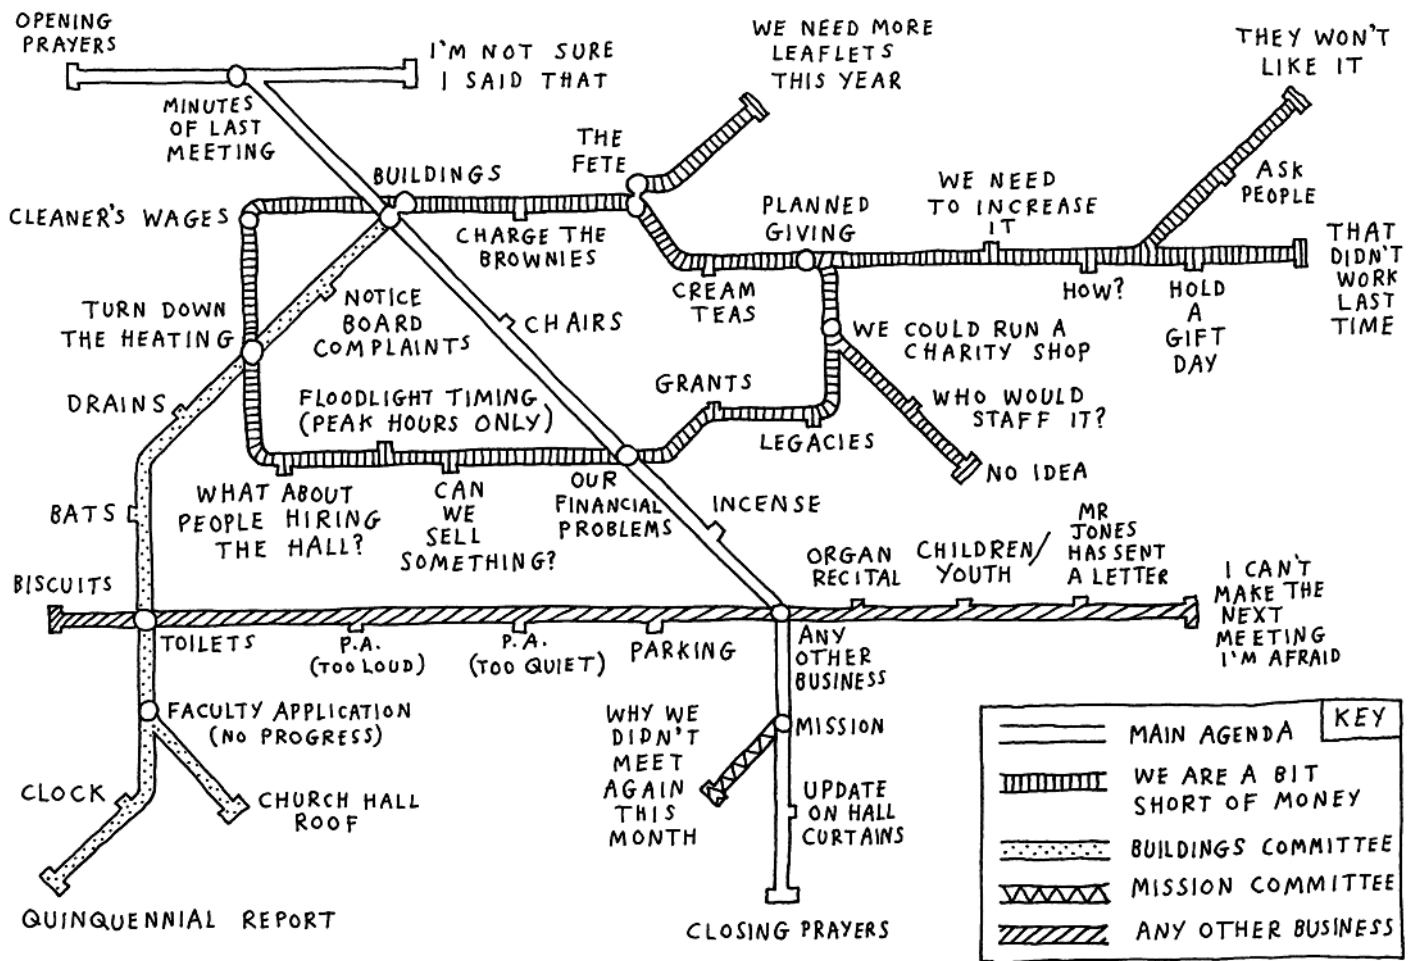 OPENING
PRAYERS
I'M NOT SURE
I SAID THAT
WE NEED MORE
LEAFLETS
THIS YEAR
THEY WON'T
LIKE IT
MINUTES
OF LAST
MEETING
THE
FETE
BUILDINGS
CLEANER'S WAGES
CHARGE THE
BROWNIES
PLANNED
GIVING
WE NEED
TO INCREASE
IT
ASK
PEOPLE
THAT
DIDN'T
WORK
LAST
TIME
CREAM
TEAS
HOW?
HOLD
A
GIFT
DAY
TURN DOWN
THE HEATING
NOTICE
BOARD
COMPLAINTS
CHAIRS
WE COULD RUN A
CHARITY SHOP
DRAINS
FLOODLIGHT TIMING
(PEAK HOURS ONLY)
GRANTS
LEGACIES
WHO WOULD
STAFF IT?
NO IDEA
BATS
WHAT ABOUT
PEOPLE HIRING
THE HALL?
CAN
WE
SELL
SOMETHING?
OUR
FINANCIAL
PROBLEMS
INCENSE
ORGAN
RECITAL
CHILDREN/
YOUTH
MR
JONES
HAS SENT
A LETTER
I CAN'T
MAKE THE
NEXT
MEETING
I'M AFRAID
BISCUITS
TOILETS
P.A.
(TOO LOUD)
P.A.
(TOO QUIET)
PARKING
ANY
OTHER
BUSINESS
FACULTY APPLICATION
(NO PROGRESS)
WHY WE
DIDN'T
MEET
AGAIN
THIS
MONTH
MISSION
CLOCK
CHURCH HALL
ROOF
UPDATE
ON HALL
CURTAINS
QUINQUENNIAL REPORT
CLOSING PRAYERS
KEY
MAIN AGENDA
WE ARE A BIT
SHORT OF MONEY
BUILDINGS COMMITTEE
MISSION COMMITTEE
ANY OTHER BUSINESS